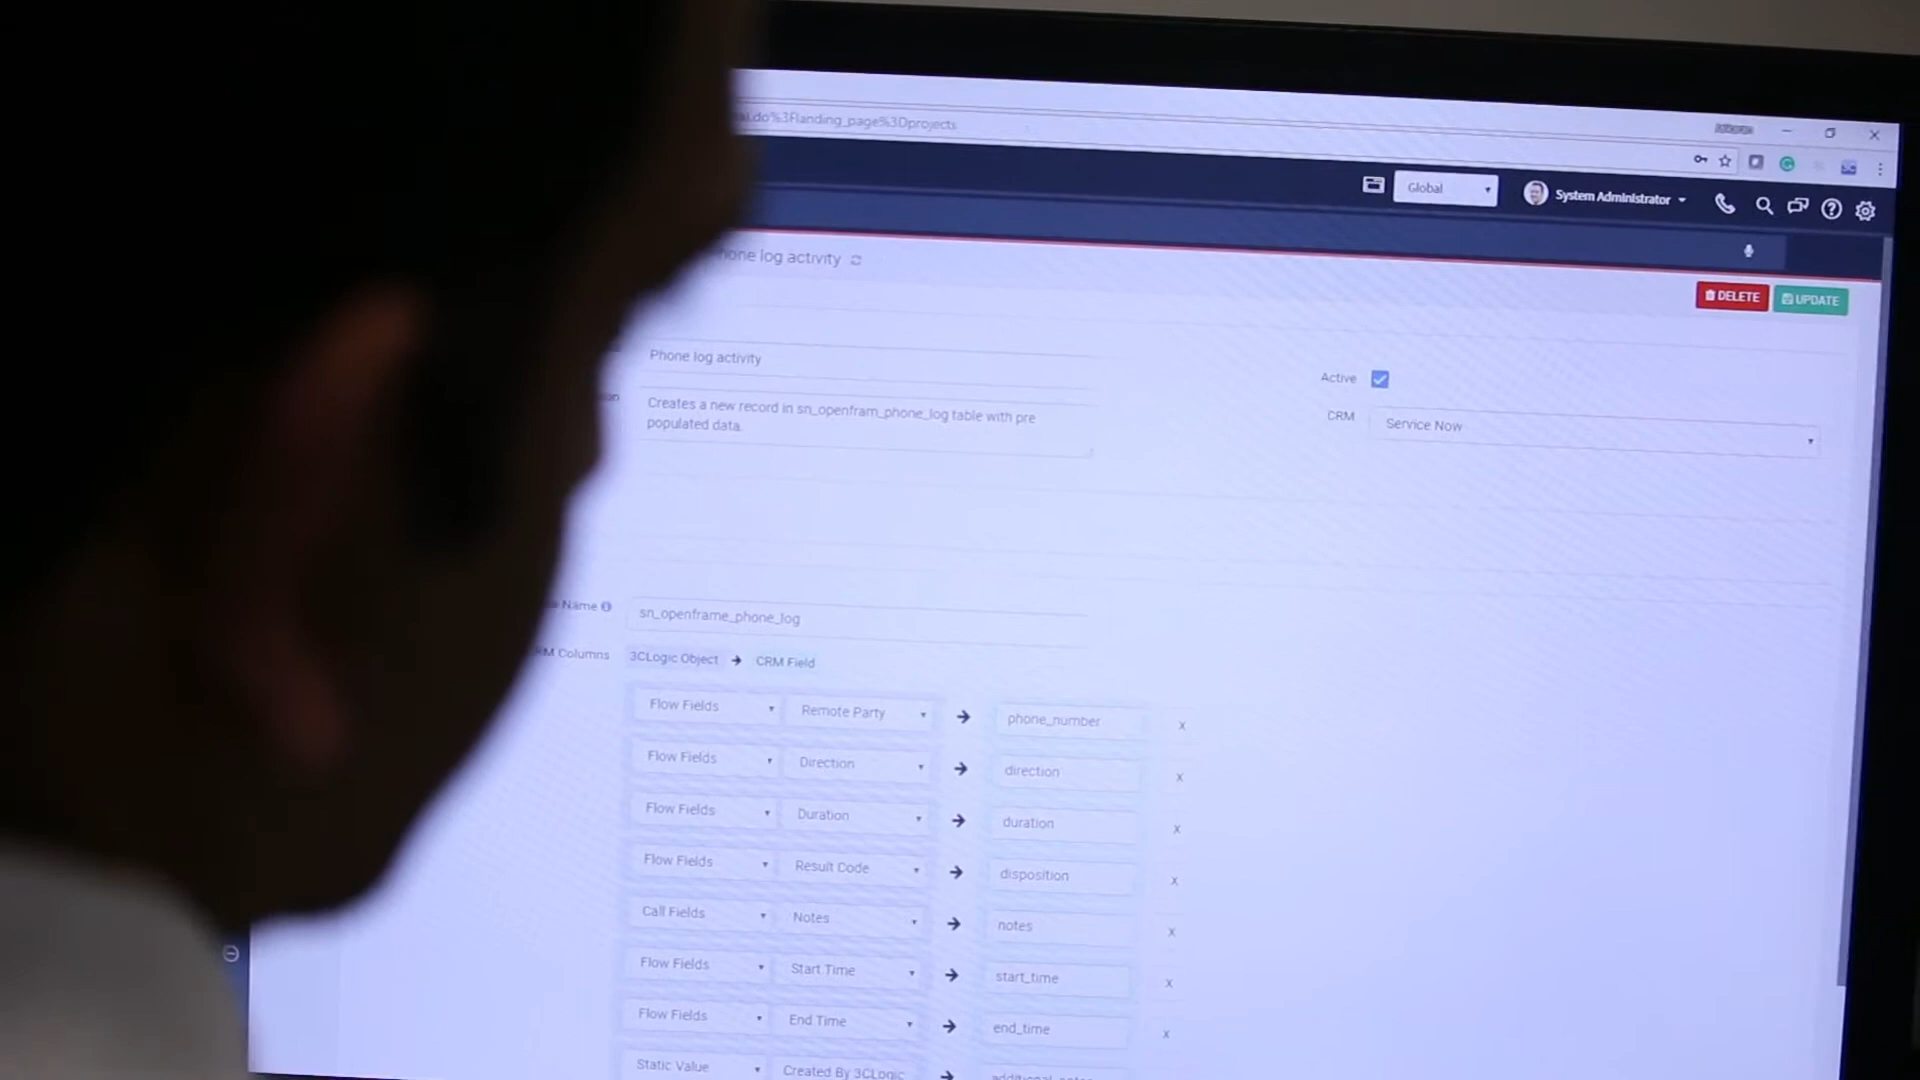 .do%3Flanding_page%3Dprojects
Global
System Administrator
hone log activity
DELETE
UPDATE
Phone log activity
Active
Creates a new record in sn_openfram_phone_log table with pre
populated data.
CRM
Service Now
Name
sn_openframe_phone_log
M Columns
3CLogic Object → CRM Field
Flow Fields Remote Party → phone_number x
Flow Fields Direction → direction x
Flow Fields Duration → duration x
Flow Fields Result Code → disposition x
Call Fields Notes → notes x
Flow Fields Start Time → start_time x
Flow Fields End Time → end_time x
Static Value Created By 3CLogic →